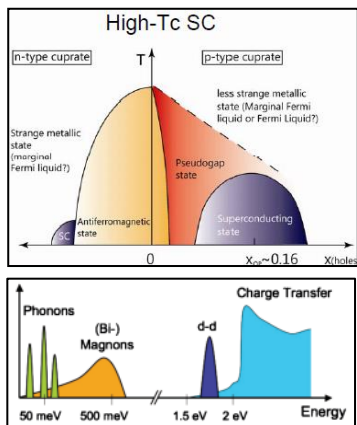 High-Tc SC
n-type cuprate
T
p-type cuprate
less strange metallic
state (Marginal Fermi
liquid or Fermi Liquid?)
Strange metallic
state
(marginal
Fermi liquid?)
Pseudogap
state
SC
Antiferromagnetic
state
Superconducting
state
0
xop~0.16
x(holes
Charge Transfer
Phonons
(Bi-)
Magnons
d-d
50 meV
500 meV
1.5 eV
2 eV
Energy